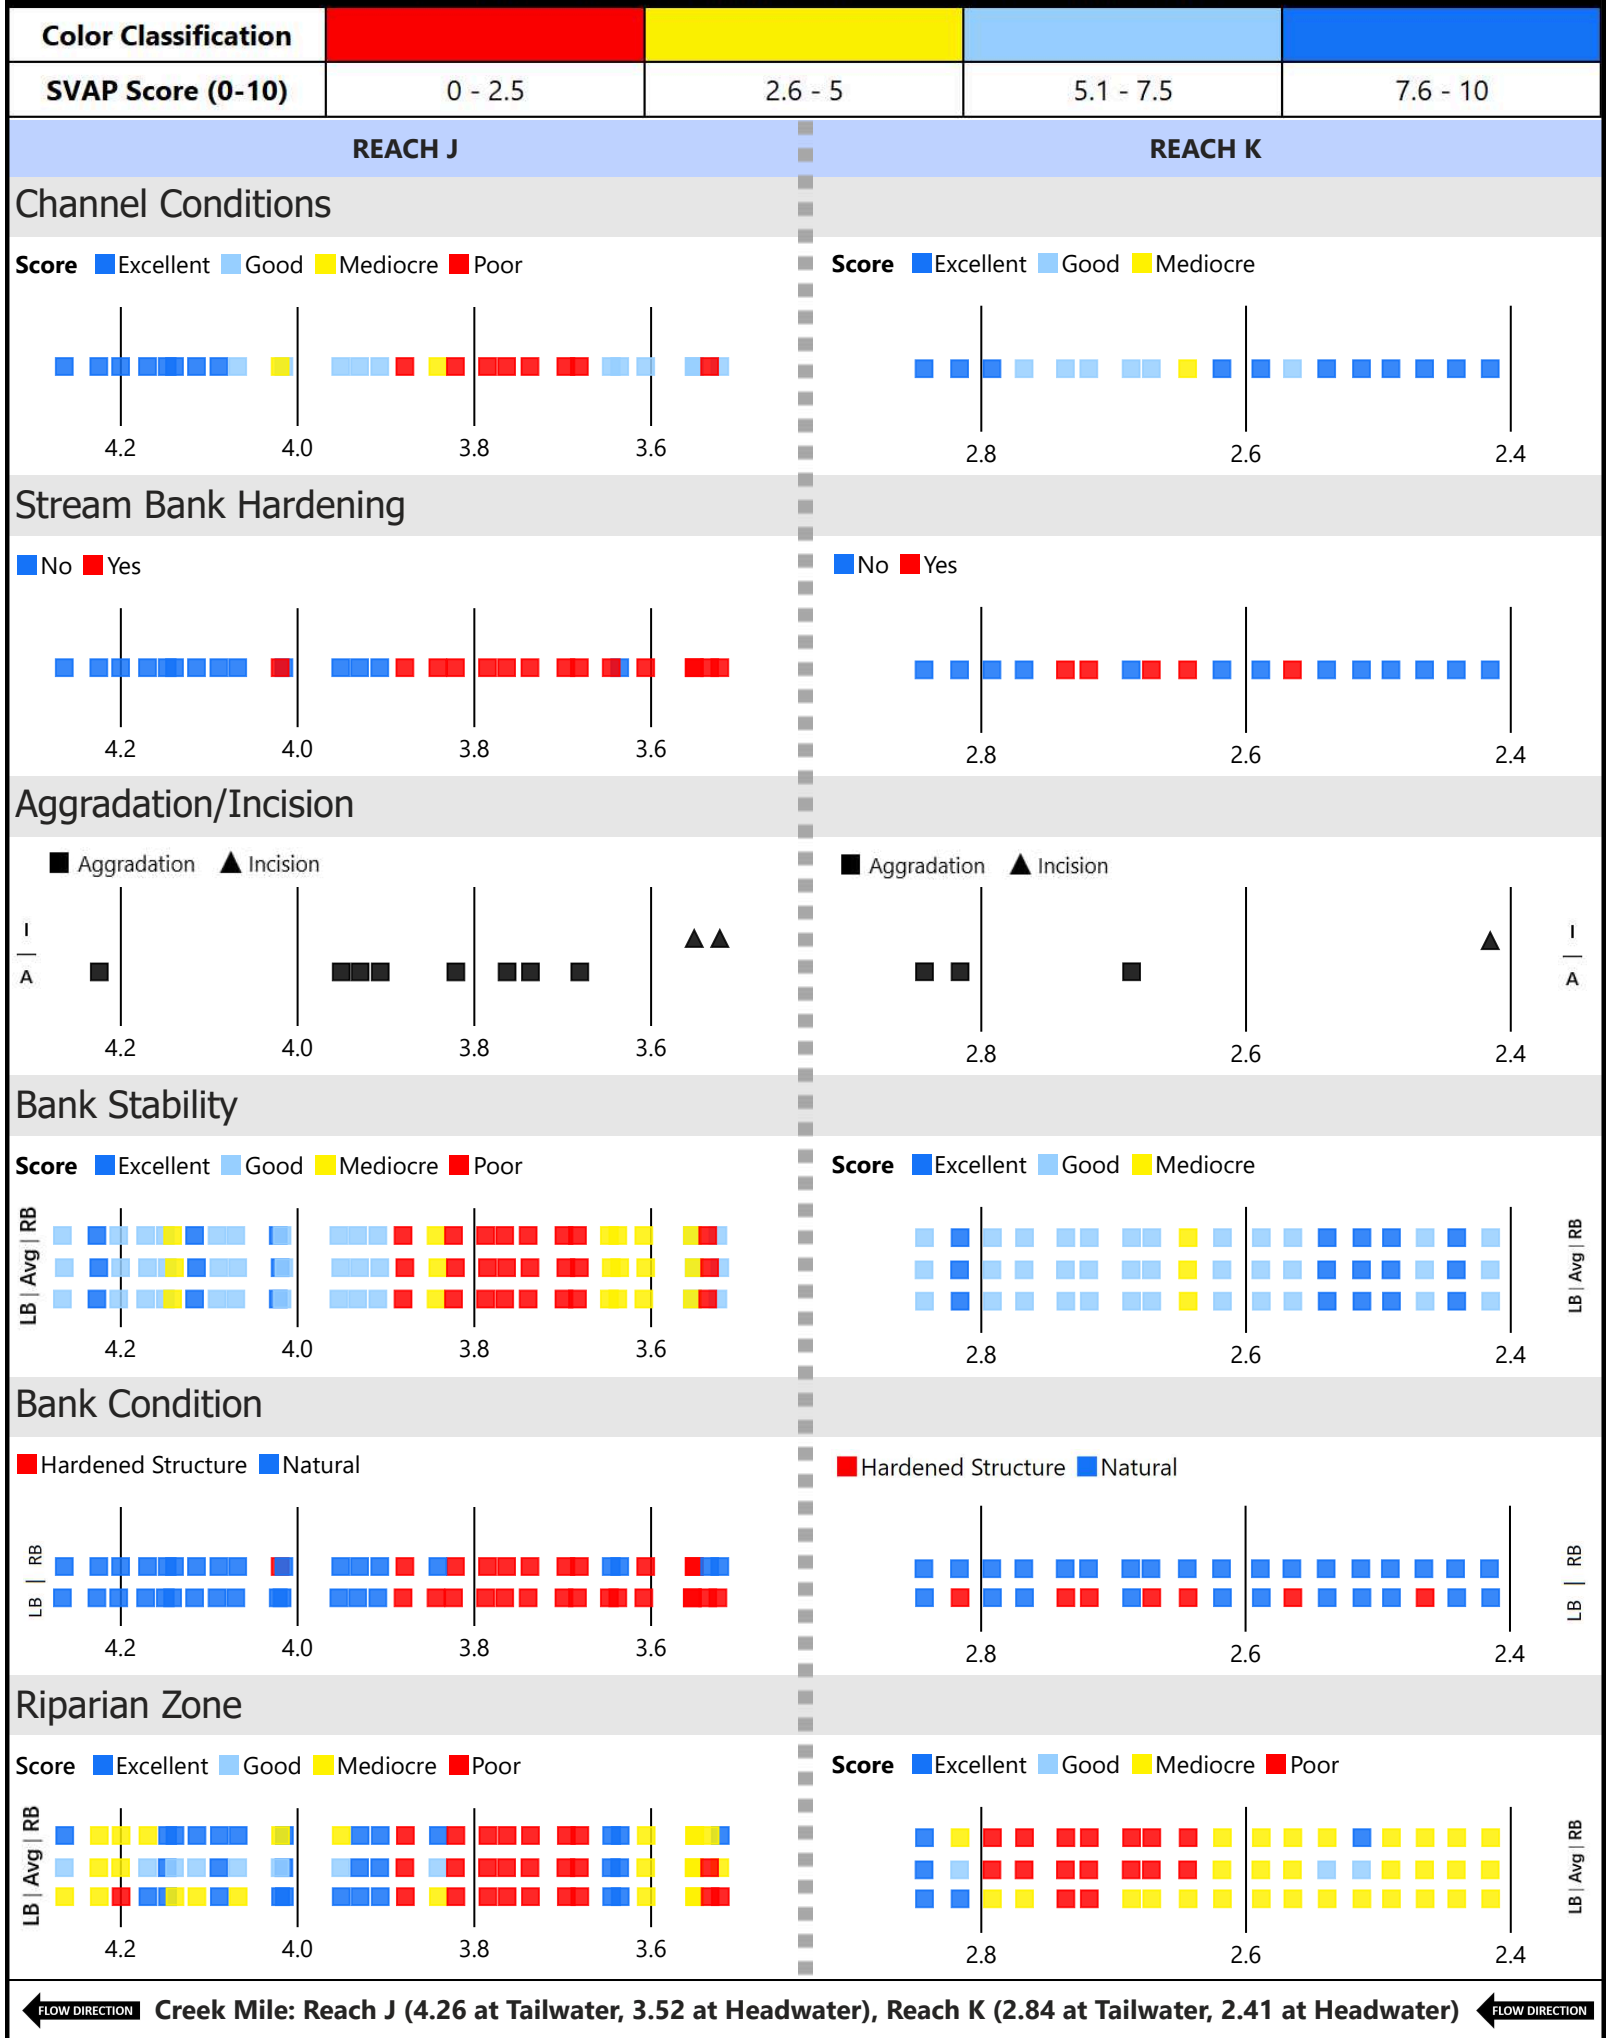 Color Classification
SVAP Score (0-10) 0 - 2.5 2.6 - 5 5.1 - 7.5 7.6 - 10
REACH J REACH K
Channel Conditions
Score Excellent Good Mediocre Poor Score Excellent Good Mediocre
4.2 4.0 3.8 3.6 2.8 2.6 2.4
Stream Bank Hardening
No Yes No Yes
4.2 4.0 3.8 3.6 2.8 2.6 2.4
Aggradation/Incision
Aggradation Incision Aggradation Incision
I I
A A
4.2 4.0 3.8 3.6 2.8 2.6 2.4
Bank Stability
Score Excellent Good Mediocre Poor Score Excellent Good Mediocre
LB | Avg | RB LB | Avg | RB
4.2 4.0 3.8 3.6 2.8 2.6 2.4
Bank Condition
Hardened Structure Natural Hardened Structure Natural
LB | RB LB | RB
4.2 4.0 3.8 3.6 2.8 2.6 2.4
Riparian Zone
Score Excellent Good Mediocre Poor Score Excellent Good Mediocre Poor
LB | Avg | RB LB | Avg | RB
4.2 4.0 3.8 3.6 2.8 2.6 2.4
FLOW DIRECTION Creek Mile: Reach J (4.26 at Tailwater, 3.52 at Headwater), Reach K (2.84 at Tailwater, 2.41 at Headwater) FLOW DIRECTION